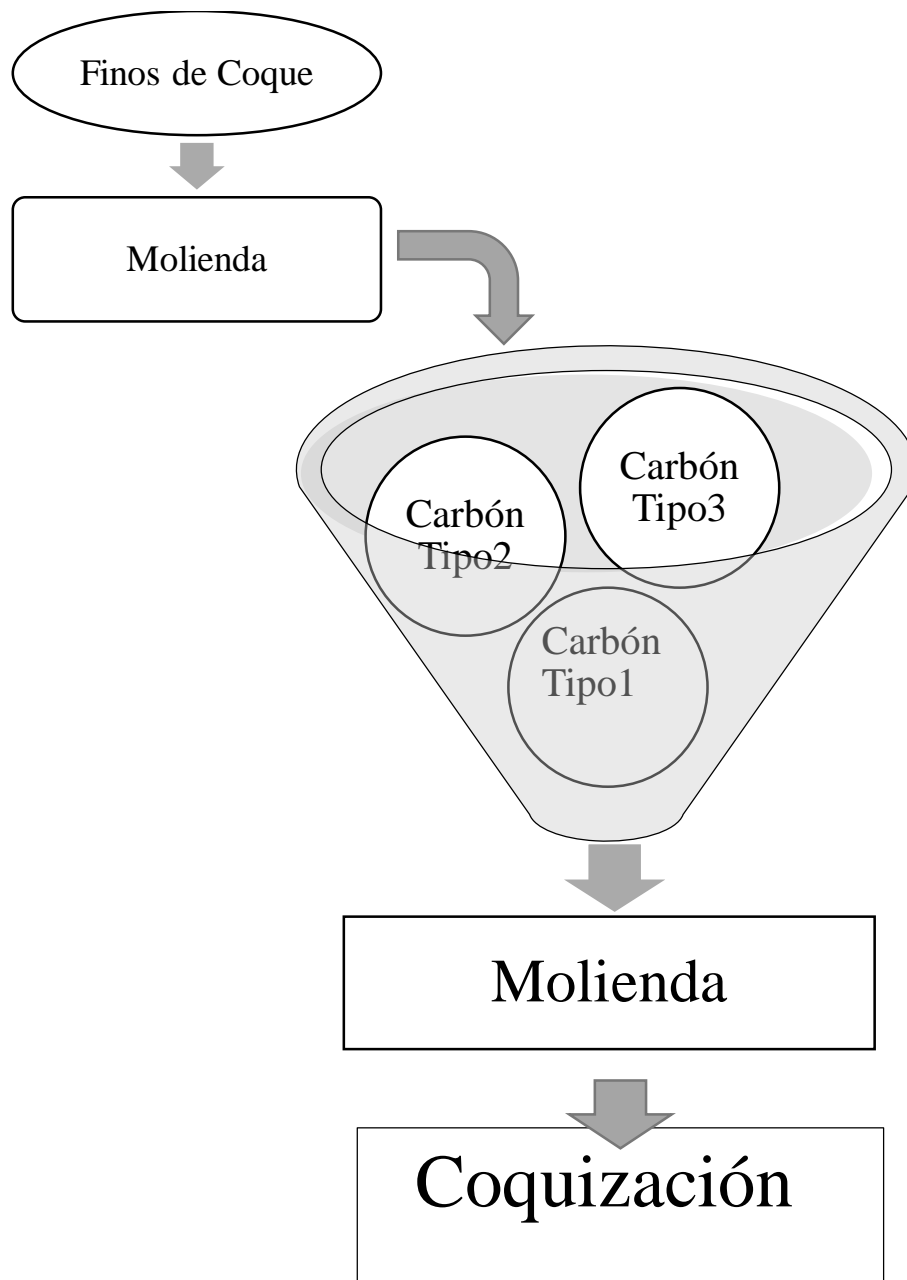 Finos de Coque
Molienda
Carbón
Tipo2
Carbón
Tipo3
Carbón
Tipo1
Molienda
Coquización